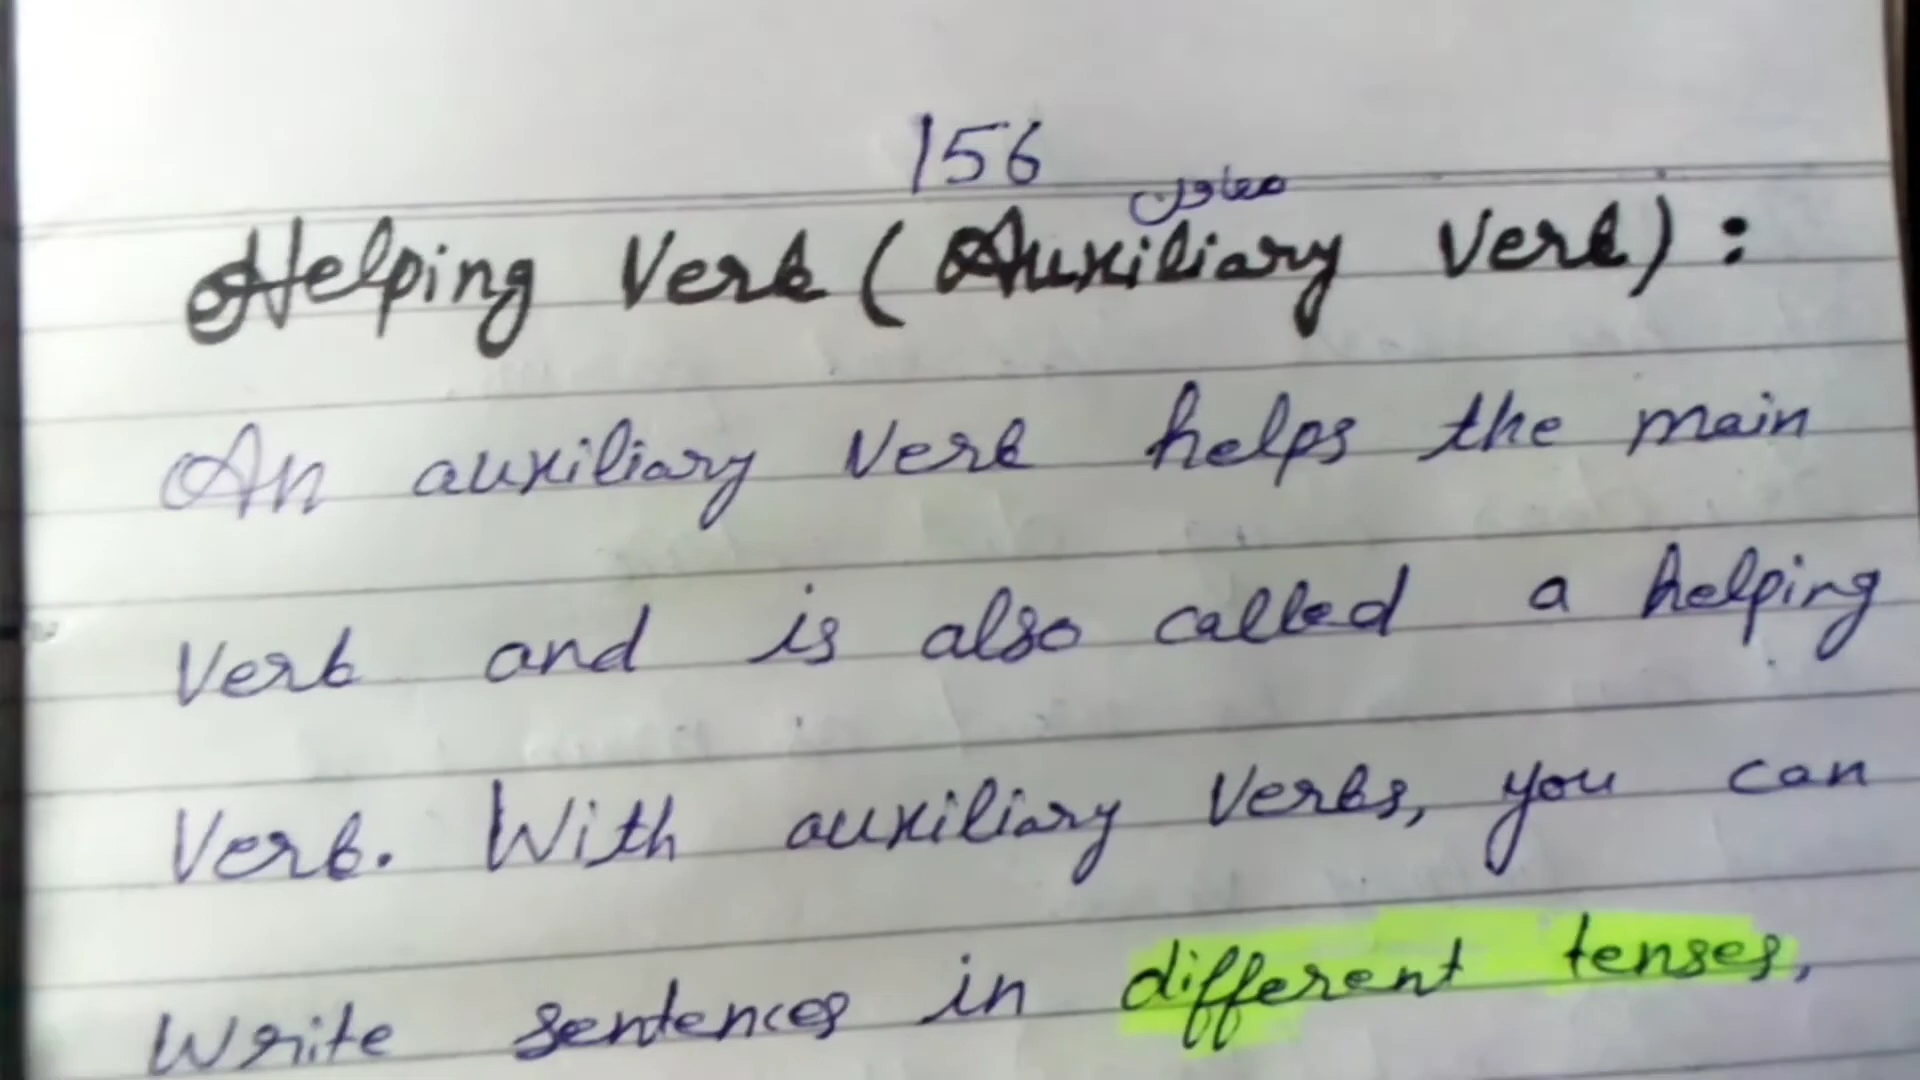 156
معاون
Helping Verb (Auxiliary Verb):
An auxiliary Verb helps the main
Verb and is also called a helping
Verb. With auxiliary Verbs, you can
Write sentences in different tenses,